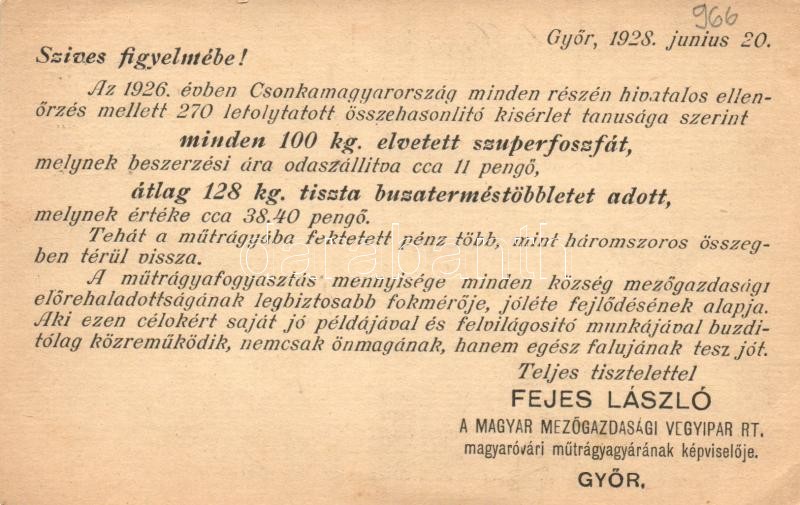 966
Győr, 1928. junius 20.
Szives figyelmébe!
Az 1926. évben Csonkamagyarország minden részén hivatalos ellen-
őrzés mellett 270 letolytatott összehasonlitó kisérlet tanusága szerint
minden 100 kg. elvetett szuperfoszfát,
melynek beszerzési ára odaszállitva cca 11 pengő,
átlag 128 kg. tiszta buzaterméstöbbletet adott,
melynek értéke cca 38.40 pengő.
Tehát a műtrágyába fektetett pénz több, mint háromszoros összeg-
ben térül vissza.
A műtrágyafogyasztás mennyisége minden község mezőgazdasági
előrehaladottságának legbiztosabb fokmérője, jóléte fejlődésének alapja.
Aki ezen célokért saját jó példájával és felvilágositó munkájával buzdi-
tólag közreműködik, nemcsak önmagának, hanem egész falujának tesz jót.
Teljes tisztelettel
FEJES LÁSZLÓ
A MAGYAR MEZŐGAZDASÁGI VEGYIPAR RT.
magyaróvári műtrágyagyárának képviselője.
GYŐR.
darabanth